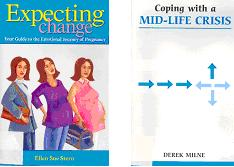 Expecting
change
Your Guide to the Emotional Journey of Pregnancy
Ellen Sue Stern
Coping with a
MID-LIFE CRISIS
DEREK MILNE